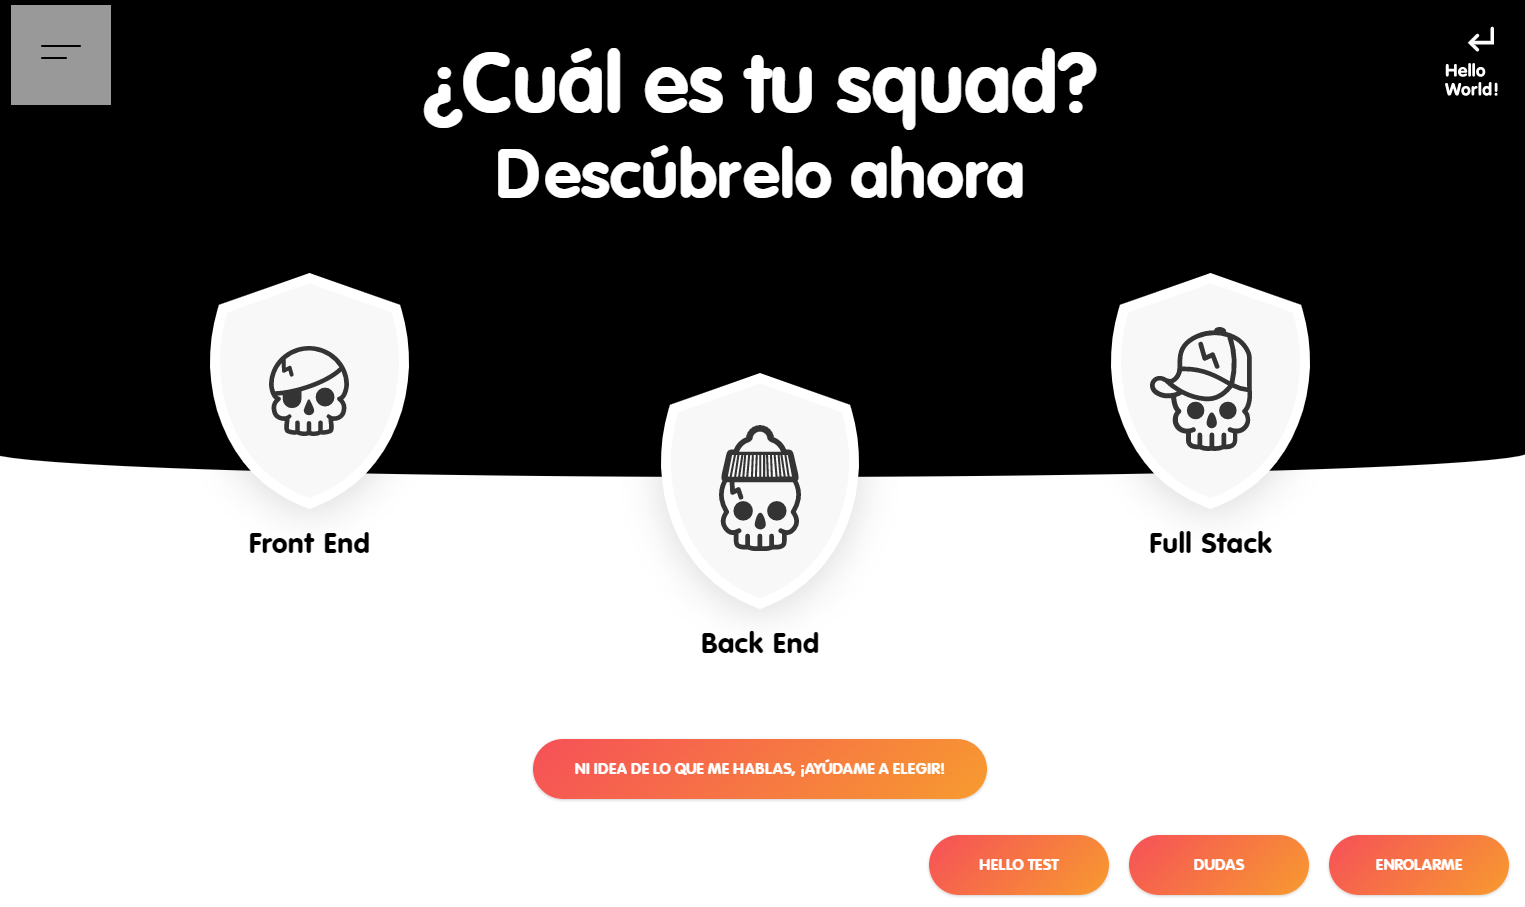 ¿Cuál es tu squad?
Descúbrelo ahora
Hello
World!
Front End
Back End
Full Stack
NI IDEA DE LO QUE ME HABLAS, ¡AYÚDAME A ELEGIR!
HELLO TEST
DUDAS
ENROLARME